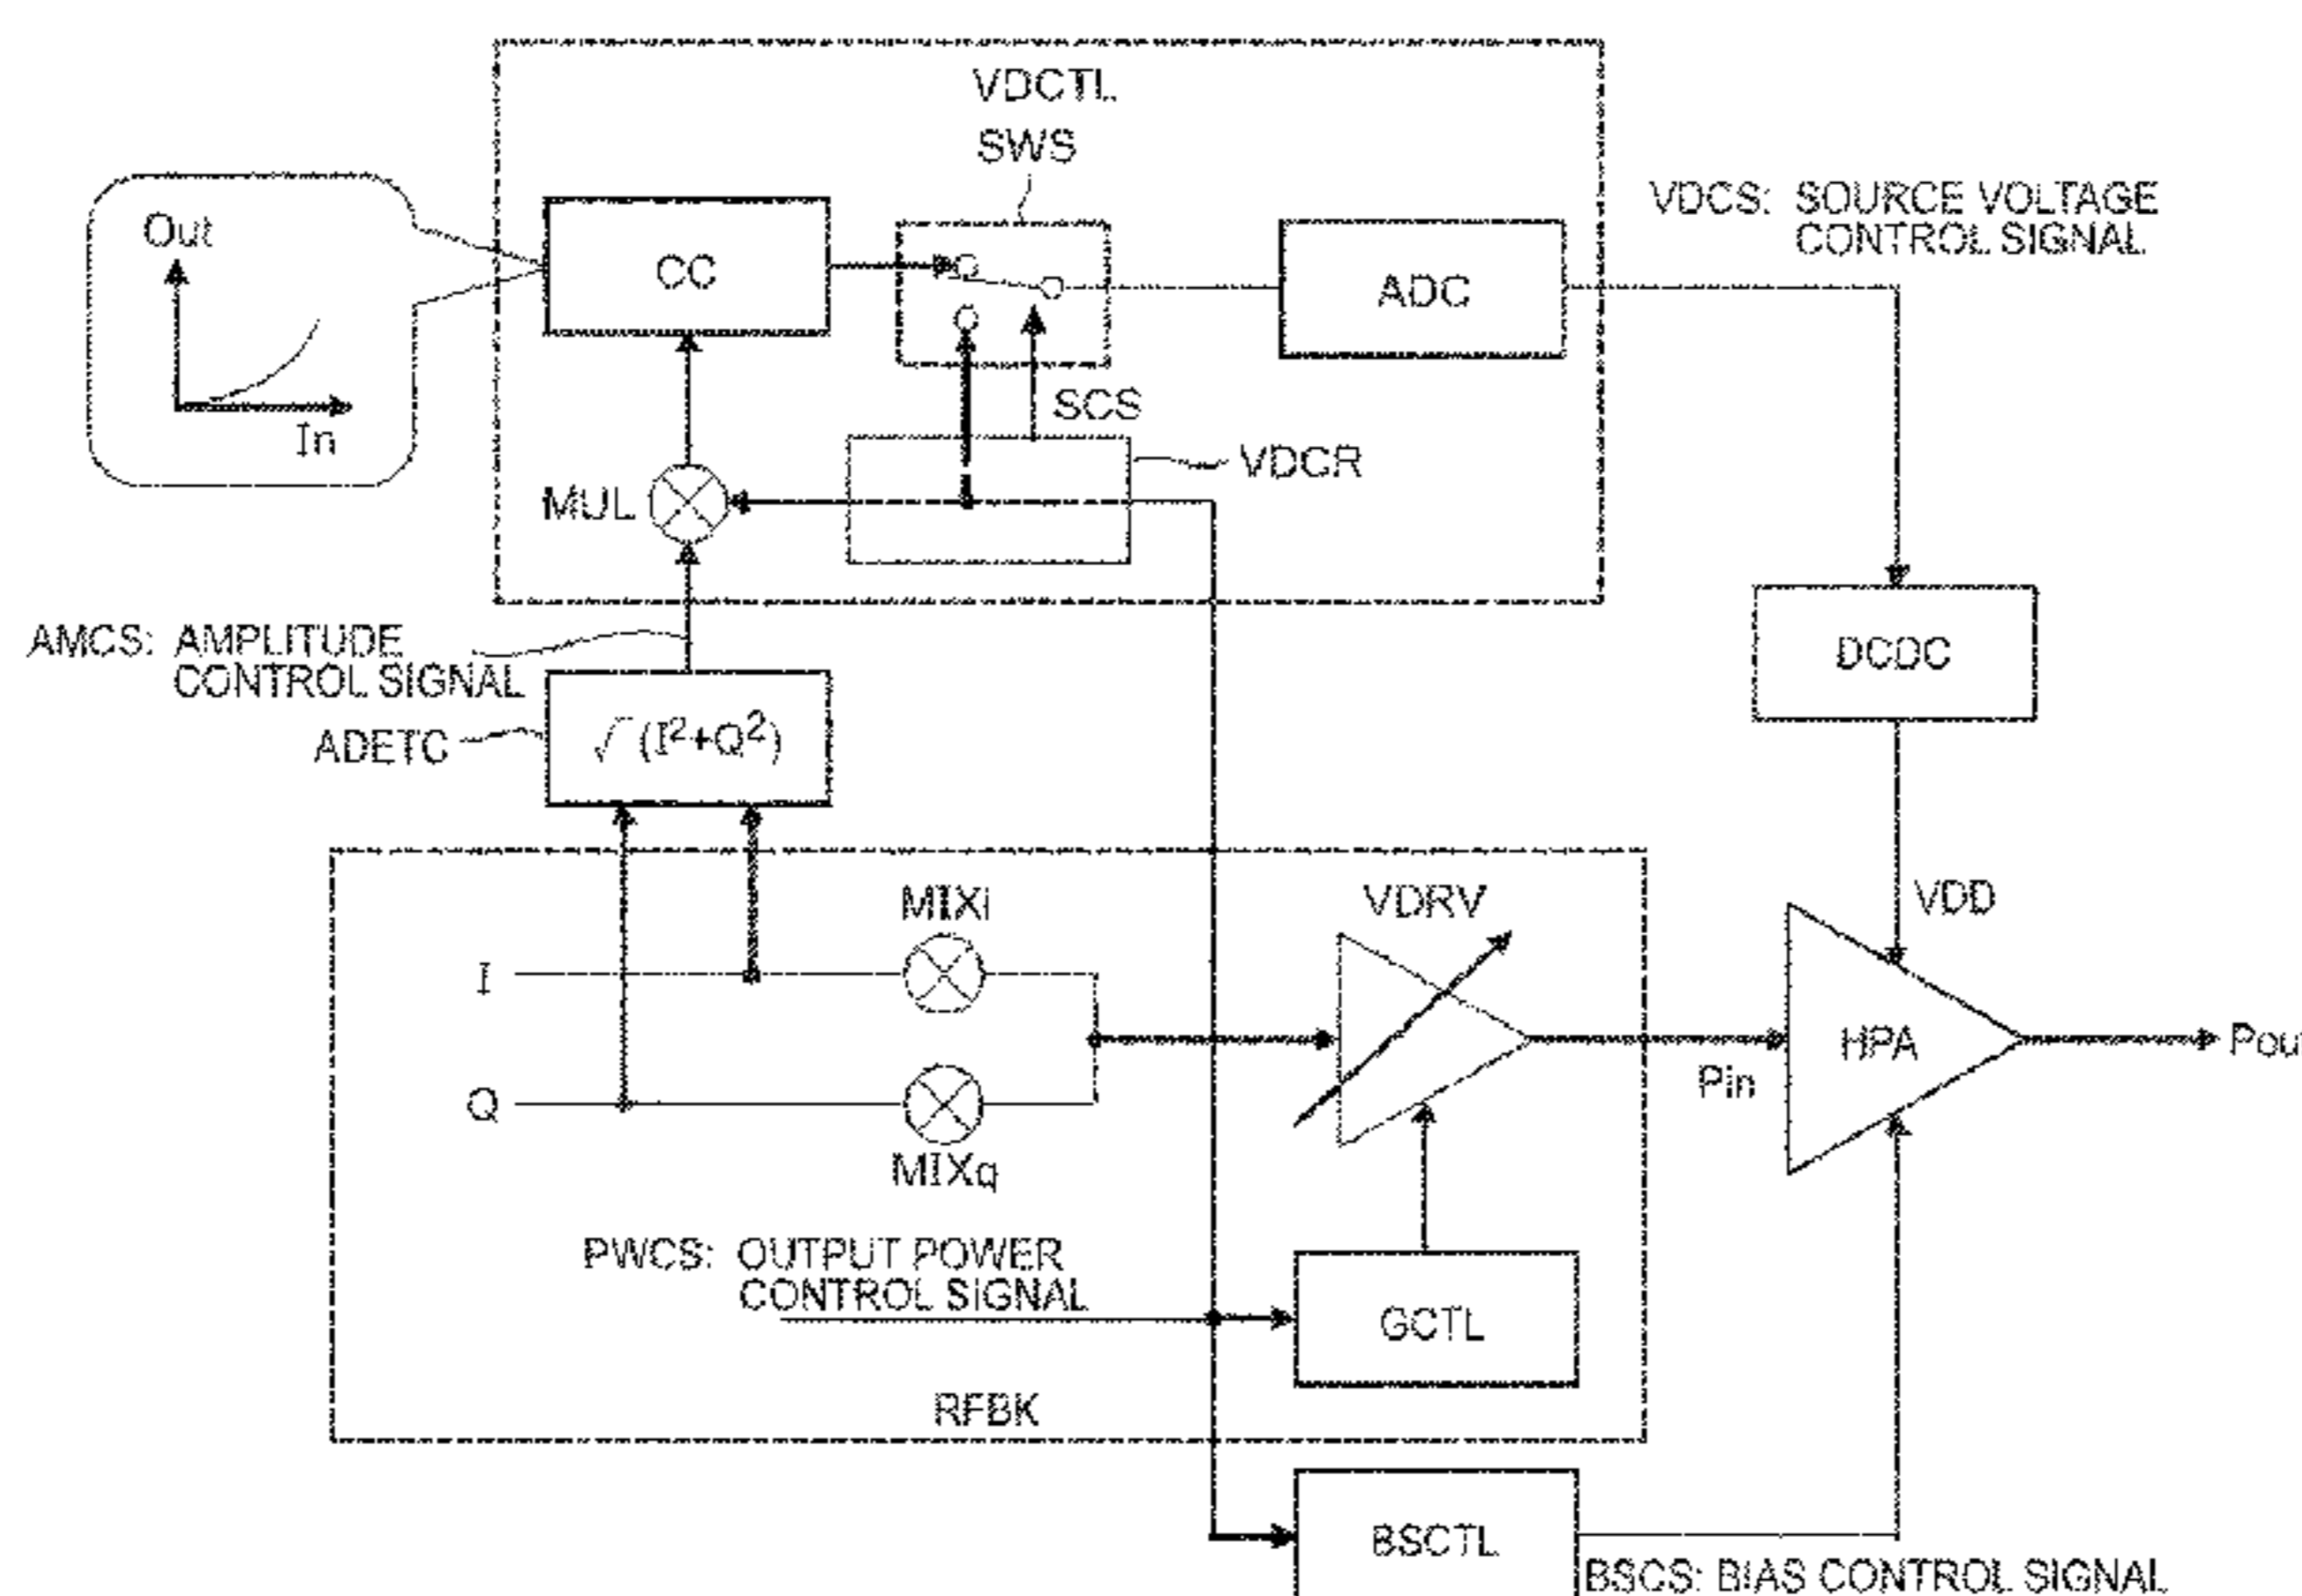 VDCTL
SWS
Out
In
CC
ADC
VDCS: SOURCE VOLTAGE
CONTROL SIGNAL
SCS
VDCR
MUL
AMCS: AMPLITUDE
CONTROL SIGNAL
DCDC
ADETC
√(I²+Q²)
MIXi
VDRV
VDD
I
HPA
Pou
Pin
Q
MIXq
PWCS: OUTPUT POWER
CONTROL SIGNAL
GCTL
RFBK
BSCTL
BSCS: BIAS CONTROL SIGNAL